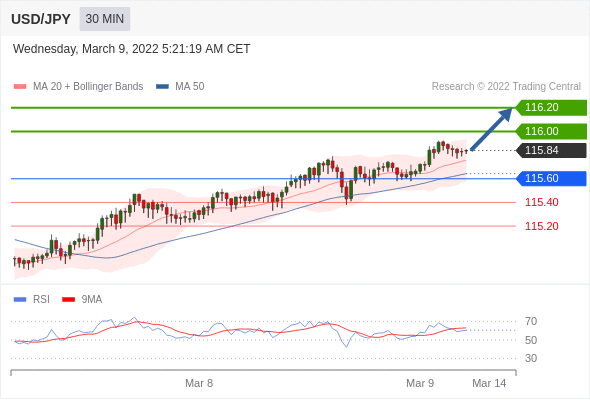 USD/JPY 30 MIN
Wednesday, March 9, 2022 5:21:19 AM CET
MA 20 + Bollinger Bands MA 50 Research © 2022 Trading Central
116.20
116.00
115.84
115.60
115.40
115.20
RSI 9MA
70
50
30
Mar 8 Mar 9 Mar 14